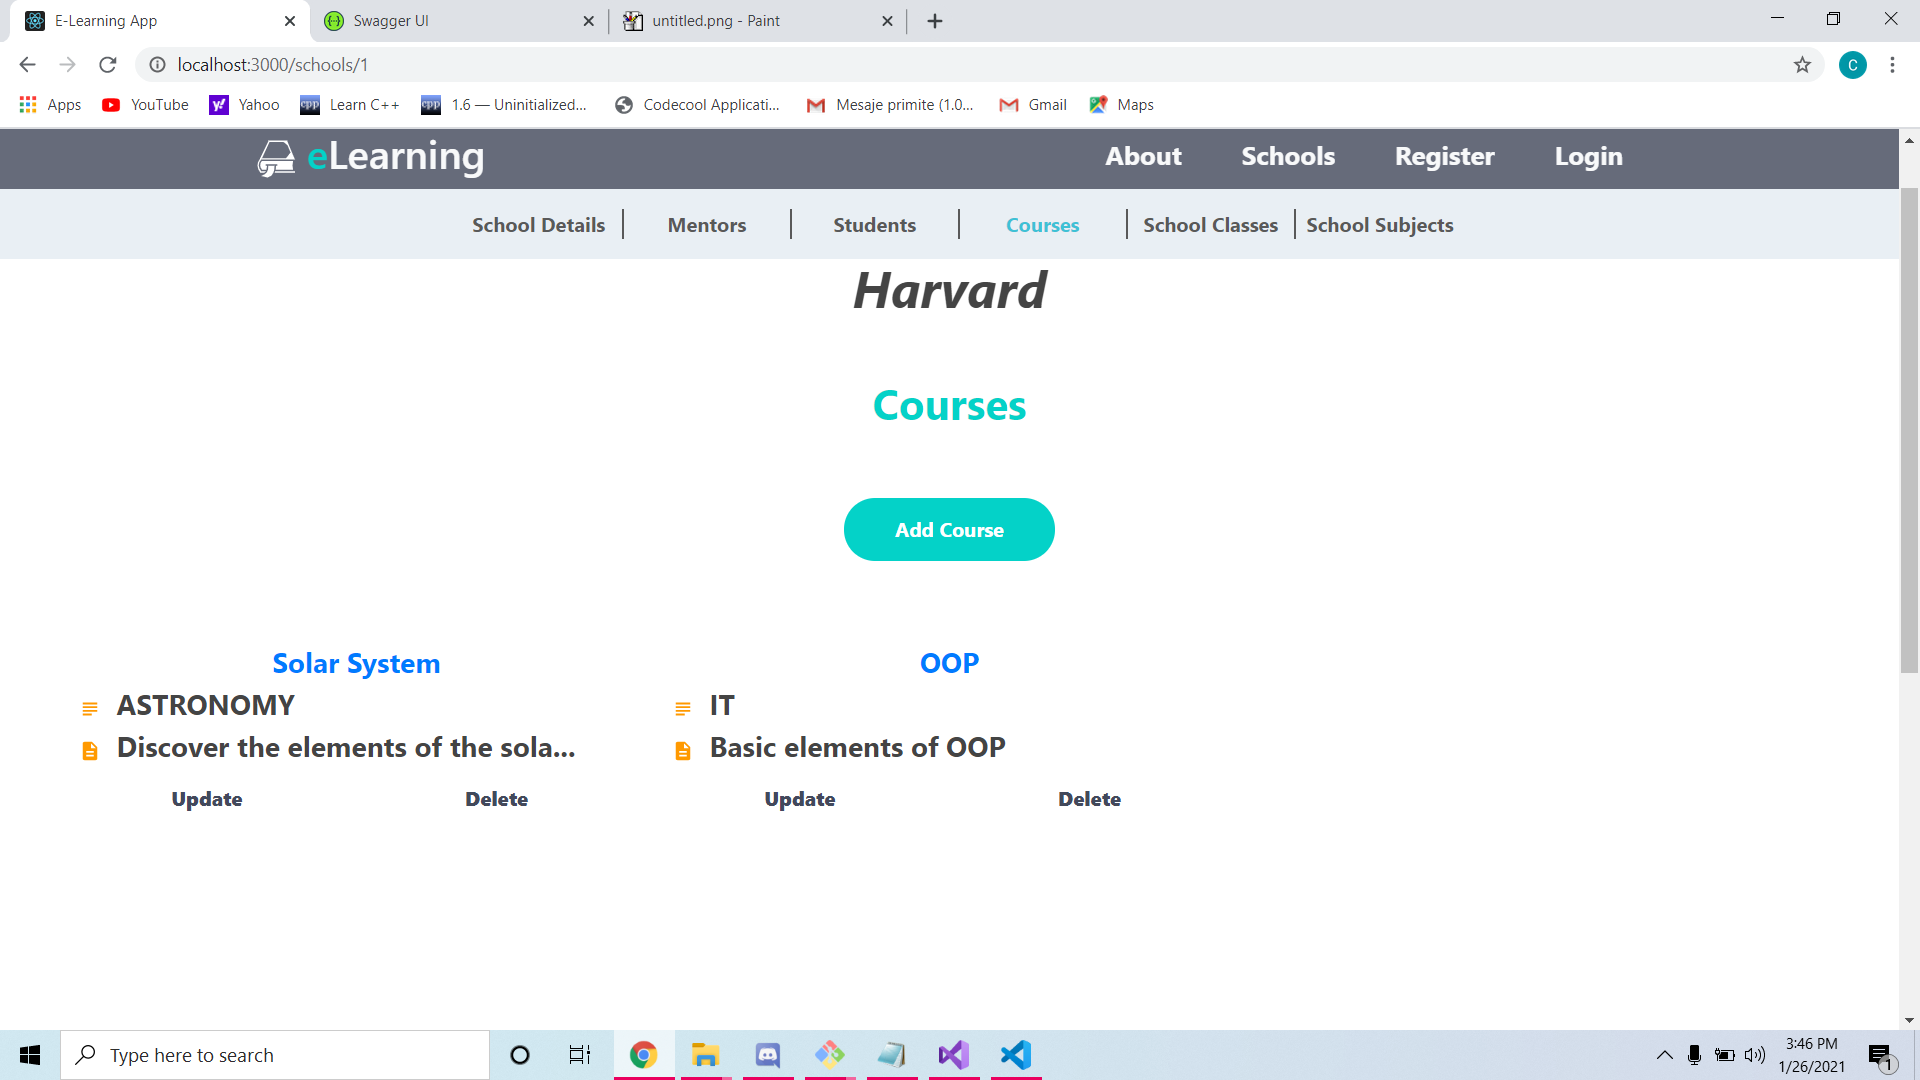 E-Learning App
Swagger UI
untitled.png - Paint
localhost:3000/schools/1
C
Apps
YouTube
Yahoo
Learn C++
1.6 — Uninitialized...
Codecool Applicati...
Mesaje primite (1.0...
Gmail
Maps
eLearning
About
Schools
Register
Login
School Details
Mentors
Students
Courses
School Classes
School Subjects
Harvard
Courses
Add Course
Solar System
ASTRONOMY
Discover the elements of the sola...
Update
Delete
OOP
IT
Basic elements of OOP
Update
Delete
Type here to search
3:46 PM
1/26/2021
1